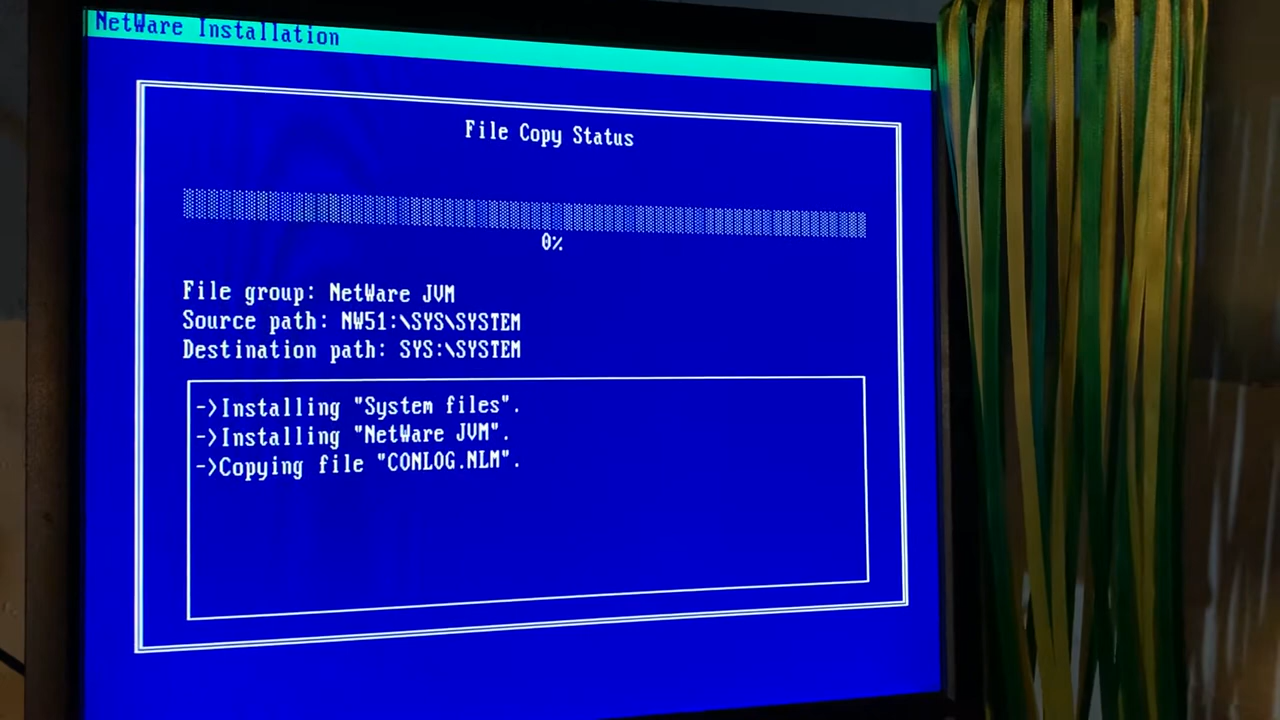 NetWare Installation
File Copy Status
0%
File group: NetWare JVM
Source path: NW51:\SYS\SYSTEM
Destination path: SYS:\SYSTEM
->Installing "System files".
->Installing "NetWare JVM".
->Copying file "CONLOG.NLM".